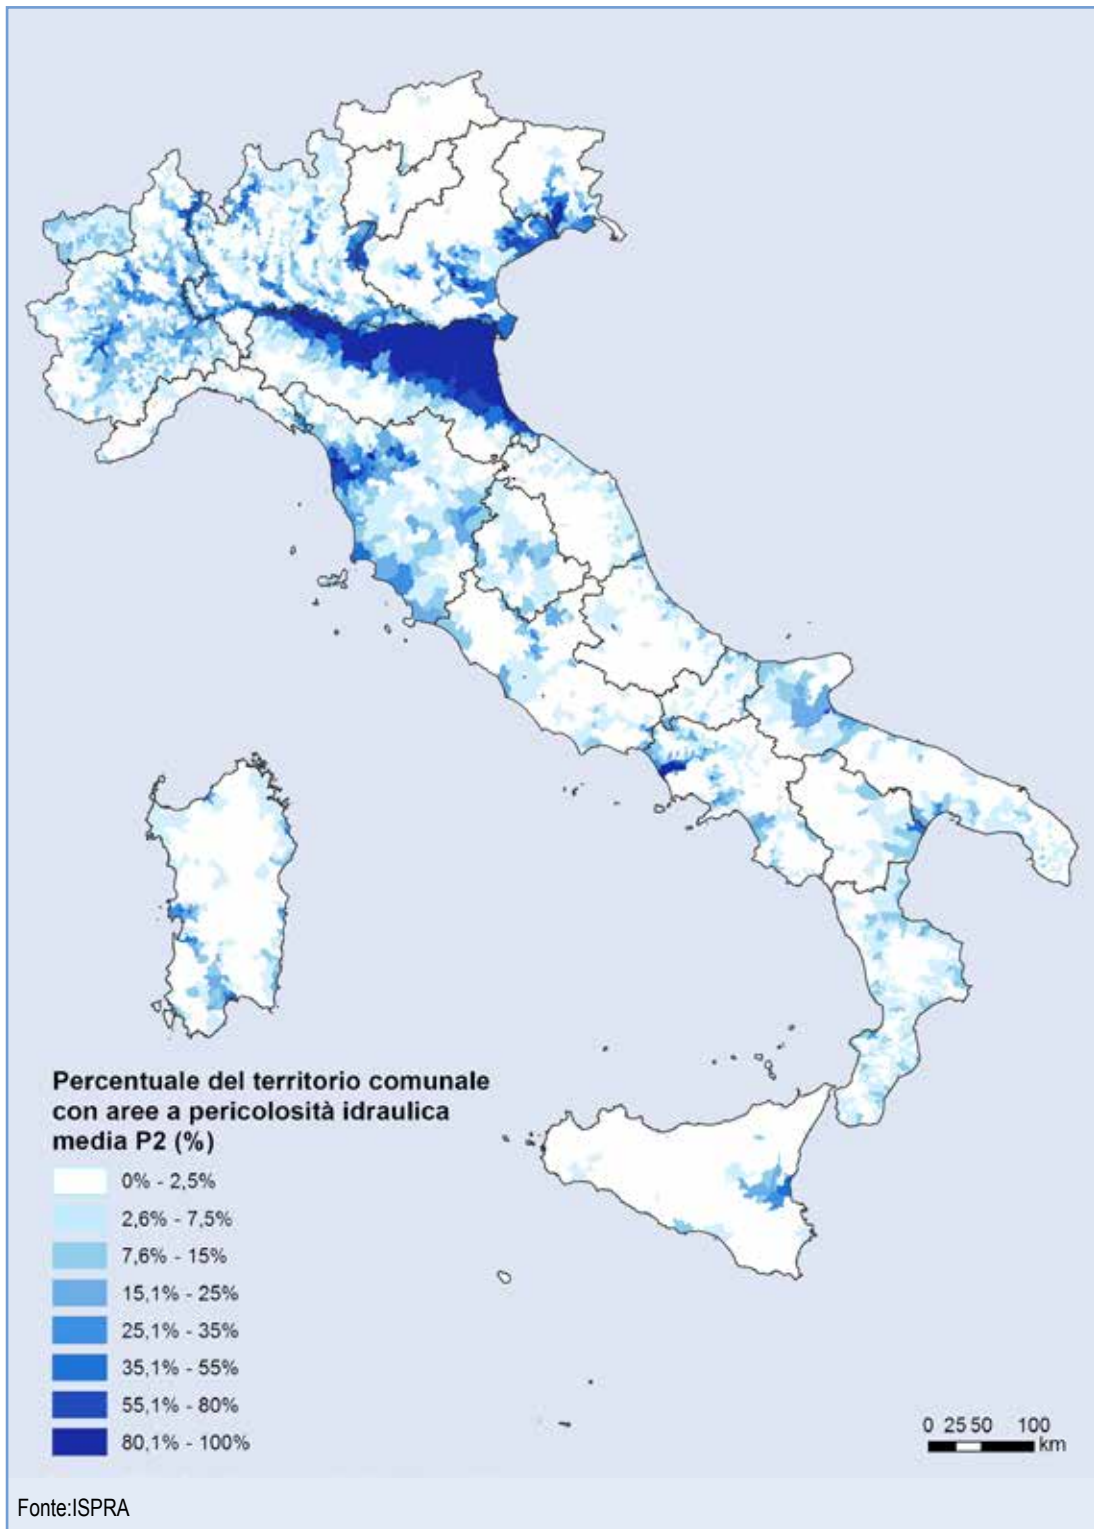 Percentuale del territorio comunale
con aree a pericolosità idraulica
media P2 (%)
0% - 2,5%
2,6% - 7,5%
7,6% - 15%
15,1% - 25%
25,1% - 35%
35,1% - 55%
55,1% - 80%
80,1% - 100%
0 25 50 100
km
Fonte:ISPRA